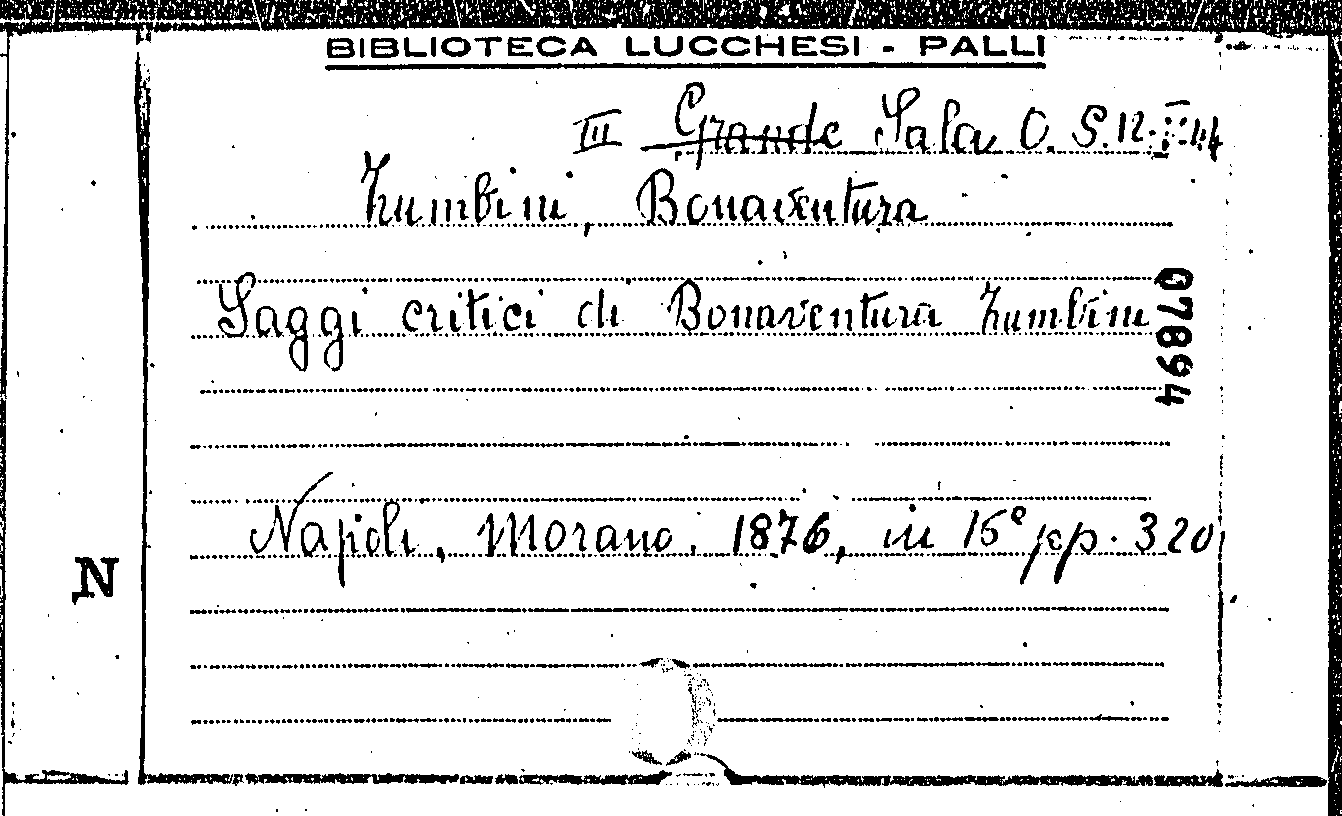 BIBLIOTECA LUCCHESI - PALLI
III Grande Sala O. S. 12.
Zumbini, Bonaventura
Saggi critici di Bonaventura Zumbini
07894
Napoli, Morano. 1876, in 16° pp. 320
N